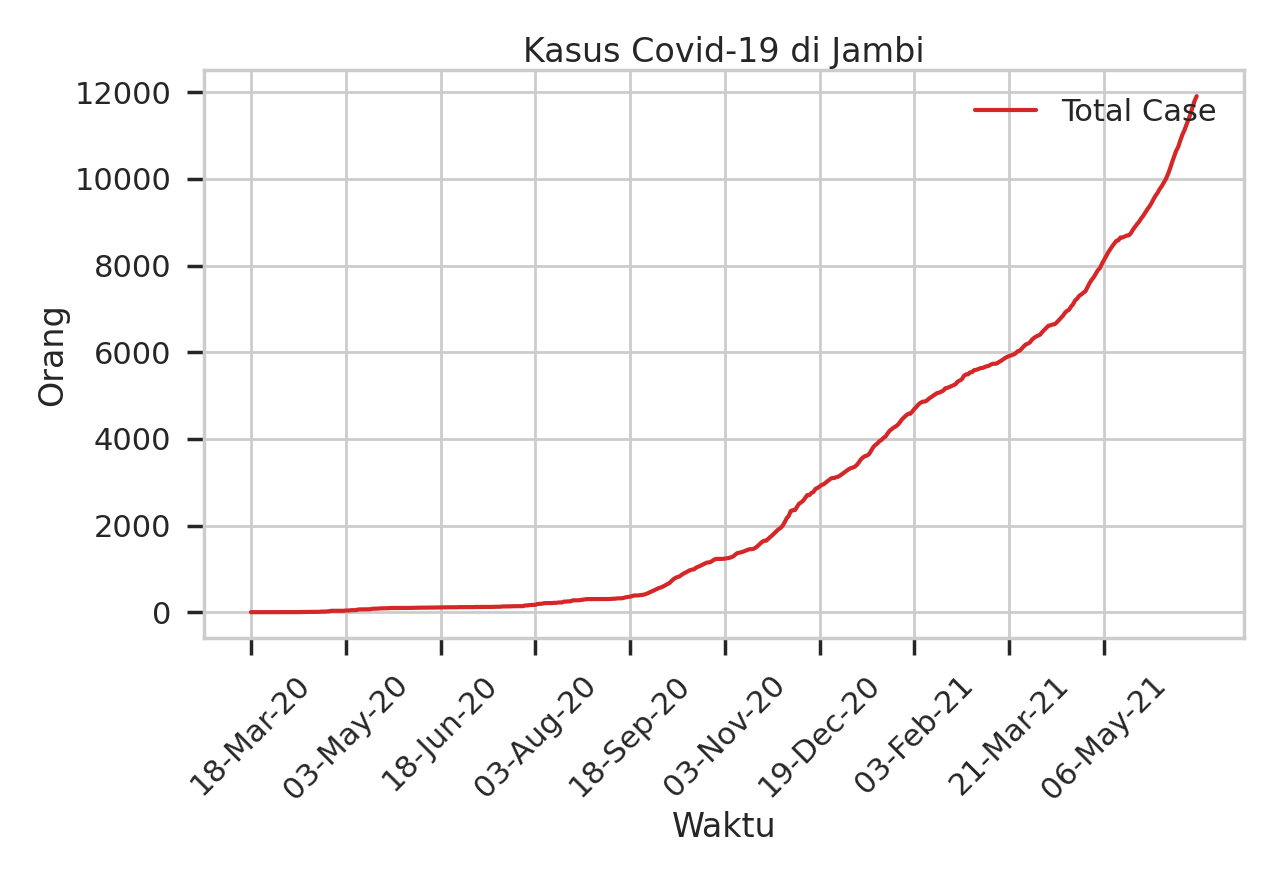 Kasus Covid-19 di Jambi
Total Case
12000
10000
8000
6000
4000
2000
0
Orang
18-Mar-20
03-May-20
18-Jun-20
03-Aug-20
18-Sep-20
03-Nov-20
19-Dec-20
03-Feb-21
21-Mar-21
06-May-21
Waktu